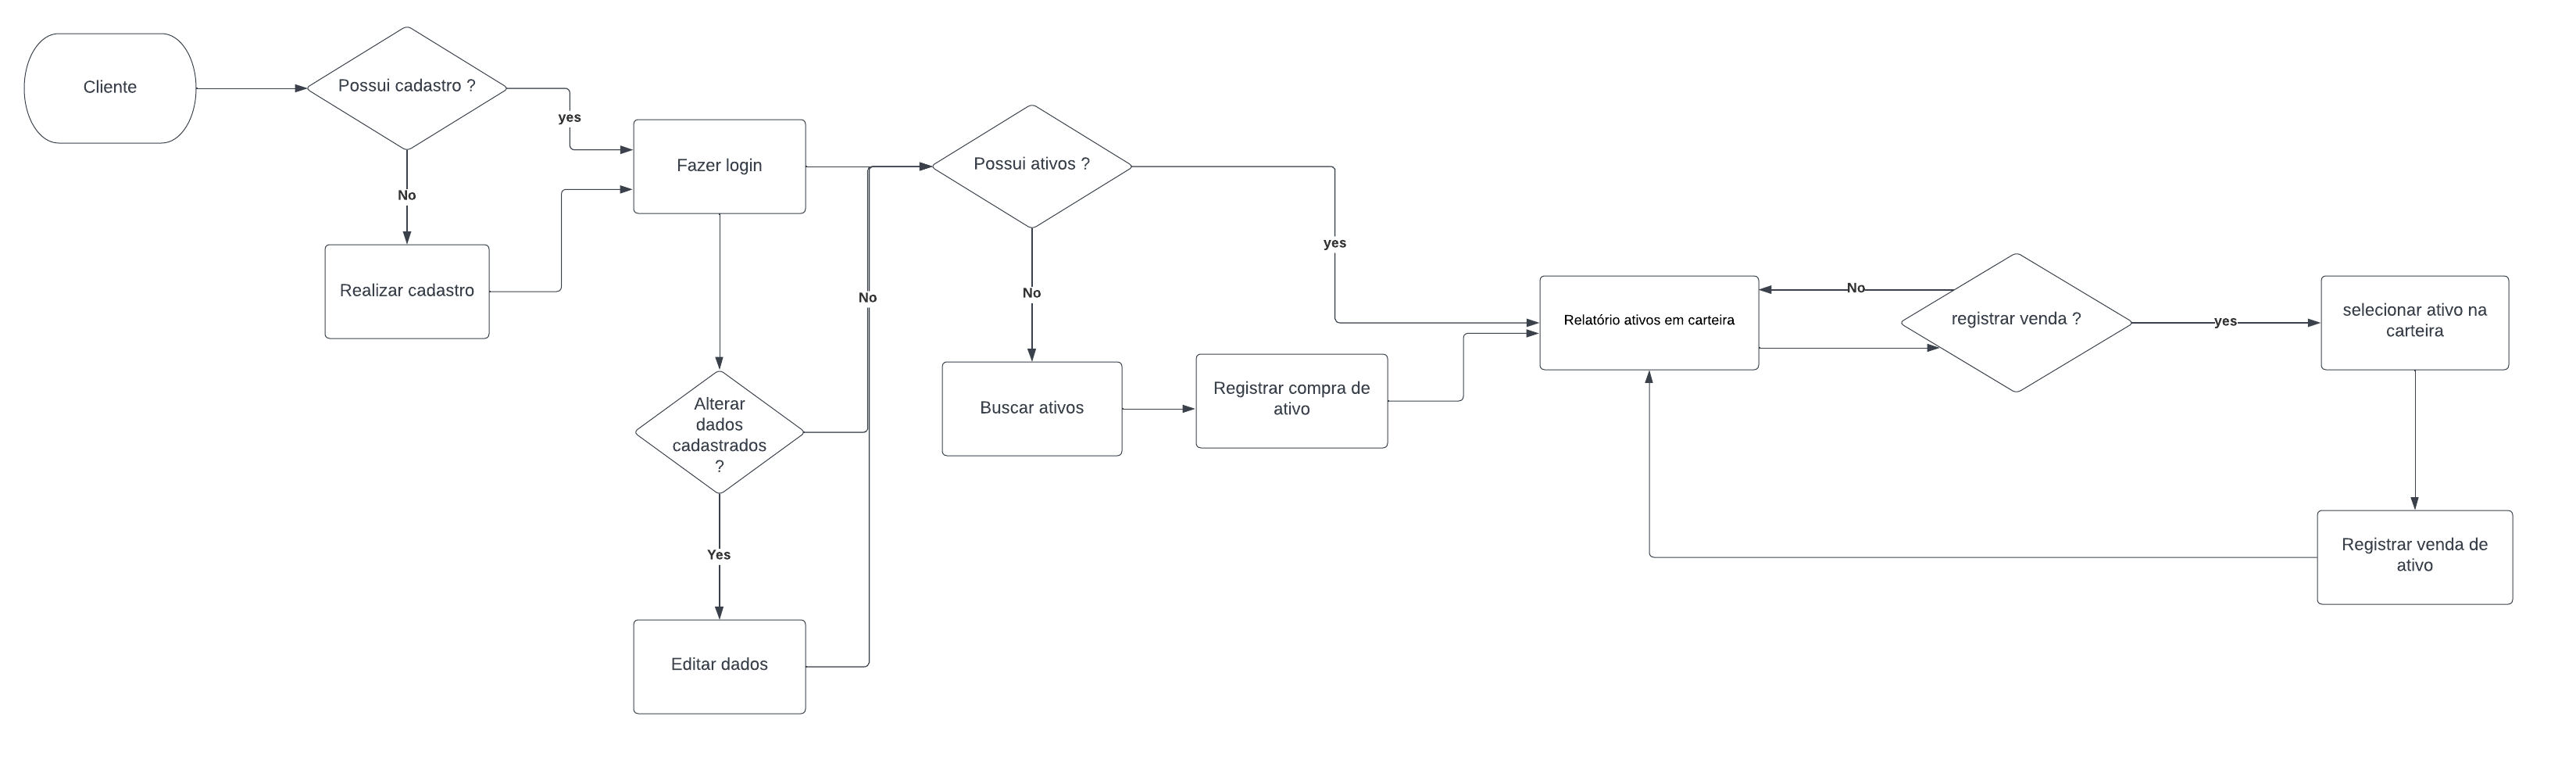 Cliente
Possui cadastro ?
yes
No
Realizar cadastro
Fazer login
Alterar
dados
cadastrados
?
No
Yes
Editar dados
Possui ativos ?
yes
No
Buscar ativos
Registrar compra de
ativo
Relatório ativos em carteira
No
registrar venda ?
yes
selecionar ativo na
carteira
Registrar venda de
ativo